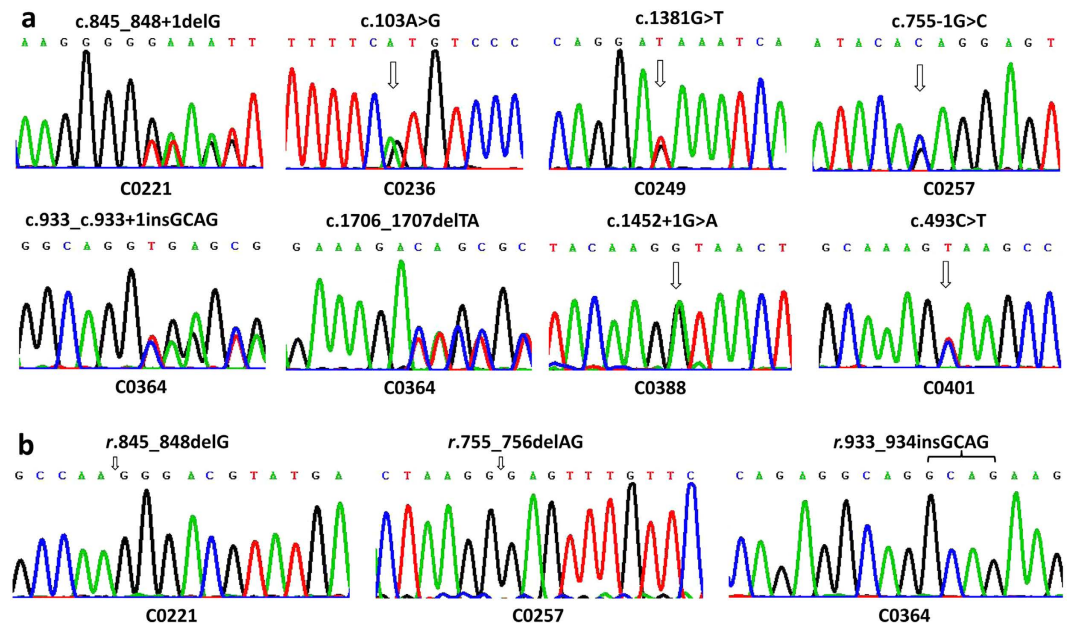 a
c.845_848+1delG c.103A>G c.1381G>T c.755-1G>C
A A G G G G G A A A T T T T T T C A T G T C C C C A G G A T A A A T C A A T A C A C A G G A G T
C0221 C0236 C0249 C0257
c.933_c.933+1insGCAG c.1706_1707delTA c.1452+1G>A c.493C>T
G G C A G G T G A G C G G A A A G A C A G C G C T A C A A G G T A A C T G C A A A G T A A G C C
C0364 C0364 C0388 C0401
b
r.845_848delG r.755_756delAG r.933_934insGCAG
G C C A A G G G A C G T A T G A C T A A G G G A G T T T G T T C C A G A G G C A G G C A G A A G
C0221 C0257 C0364